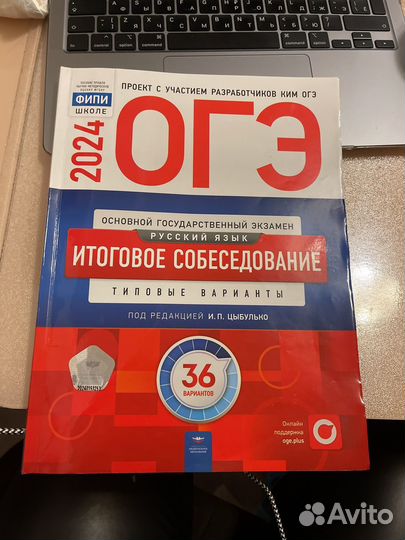 ПРОЕКТ С УЧАСТИЕМ РАЗРАБОТЧИКОВ КИМ ОГЭ
ФИПИ
ШКОЛЕ
2024
ОГЭ
ОСНОВНОЙ ГОСУДАРСТВЕННЫЙ ЭКЗАМЕН
РУССКИЙ ЯЗЫК
ИТОГОВОЕ СОБЕСЕДОВАНИЕ
ТИПОВЫЕ ВАРИАНТЫ
ПОД РЕДАКЦИЕЙ И.П. ЦЫБУЛЬКО
36
ВАРИАНТОВ
Онлайн
поддержка
oge.plus
Avito